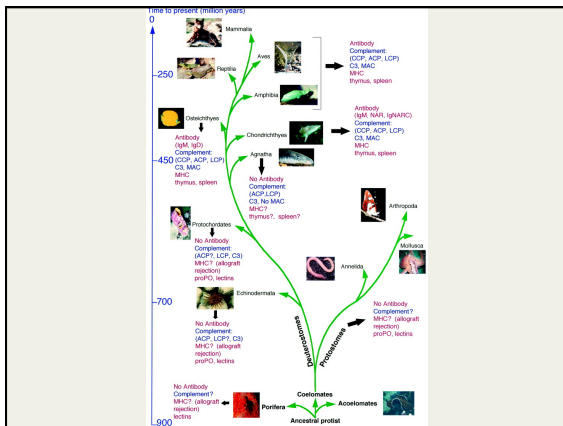 Time to present (million years)
0
250
450
700
900
Mammalia
Aves
Reptilia
Amphibia
Antibody
Complement:
(CCP, ACP, LCP)
C3, MAC
MHC
thymus, spleen
Osteichthyes
Antibody
(IgM, IgD)
Complement:
(CCP, ACP, LCP)
C3, MAC
MHC
thymus, spleen
Chondrichthyes
Antibody
(IgM, NAR, IgNARC)
Complement:
(CCP, ACP, LCP)
C3, MAC
MHC
thymus, spleen
Agnatha
No Antibody
Complement:
(ACP,LCP)
C3, No MAC
MHC?
thymus?, spleen?
Protochordates
No Antibody
Complement:
(ACP?, LCP, C3)
MHC? (allograft
rejection)
proPO, lectins
Echinodermata
No Antibody
Complement:
(ACP, LCP?, C3)
MHC? (allograft
rejection)
proPO, lectins
Arthropoda
Mollusca
Annelida
No Antibody
Complement?
MHC? (allograft
rejection)
proPO, lectins
Deuterostomes
Protostomes
Coelomates
Acoelomates
Porifera
Ancestral protist
No Antibody
Complement?
MHC? (allograft
rejection)
lectins